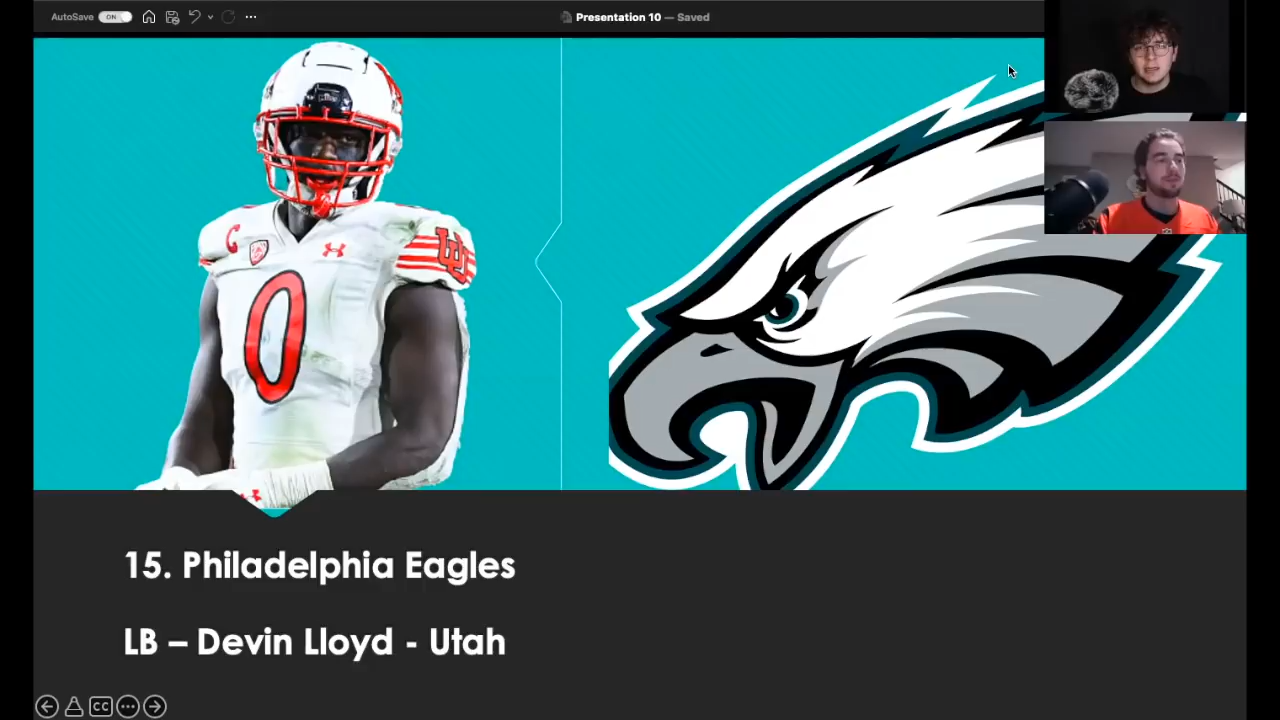 AutoSave ON
Presentation 10 — Saved
C
0
15. Philadelphia Eagles
LB – Devin Lloyd - Utah
CC